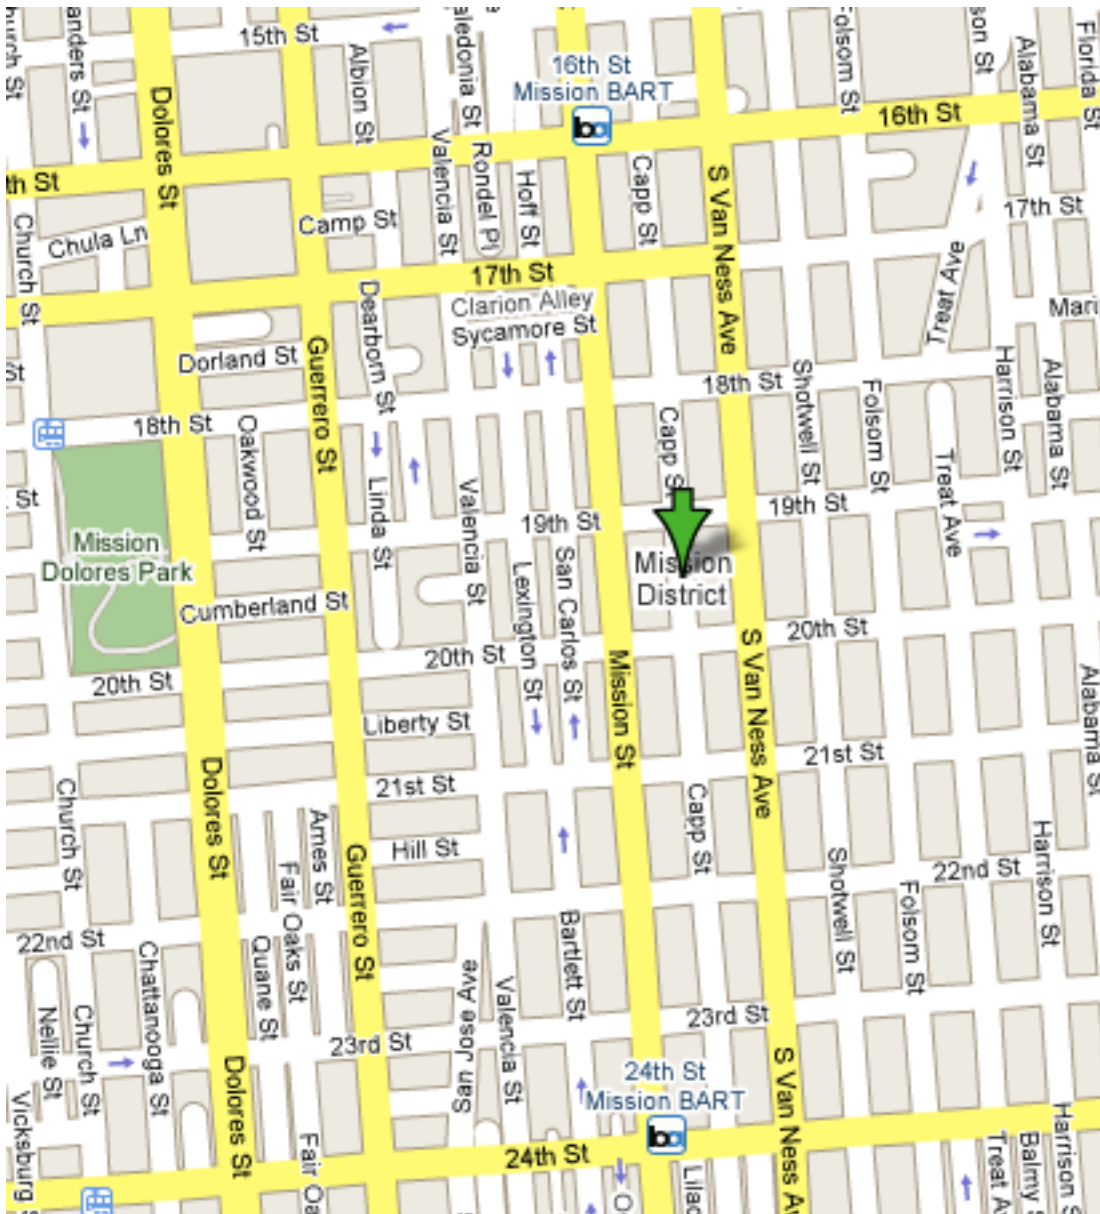 15th St
Albion St
Folsom St
Alabama St
Florida St
16th St
Mission BART
Dolores St
16th St
Valencia St
Rondel Pl
Hoff St
Capp St
S Van Ness Ave
17th St
Church St
Chula Ln
Camp St
17th St
Treat Ave
Clarion Alley
Sycamore St
Dearborn St
Guerrero St
Dorland St
18th St
Shotwell St
Folsom St
Harrison St
Alabama St
18th St
Oakwood St
Capp St
Linda St
Valencia St
19th St
19th St
Treat Ave
St
Mission
Dolores Park
Mission
District
Lexington St
San Carlos St
Cumberland St
20th St
20th St
20th St
Mission St
S Van Ness Ave
Alabama St
Liberty St
21st St
21st St
Dolores St
Church St
Ames St
Fair Oaks St
Guerrero St
Hill St
Capp St
Shotwell St
Folsom St
22nd St
Harrison St
22nd St
Chattanooga St
Quane St
San Jose Ave
Valencia St
Bartlett St
Nellie St
Church St
23rd St
23rd St
Dolores St
24th St
Mission BART
S Van Ness Av
24th St
Vicksburg
Fair Oa
Lilac
Treat A
Balmy S
Harrison S